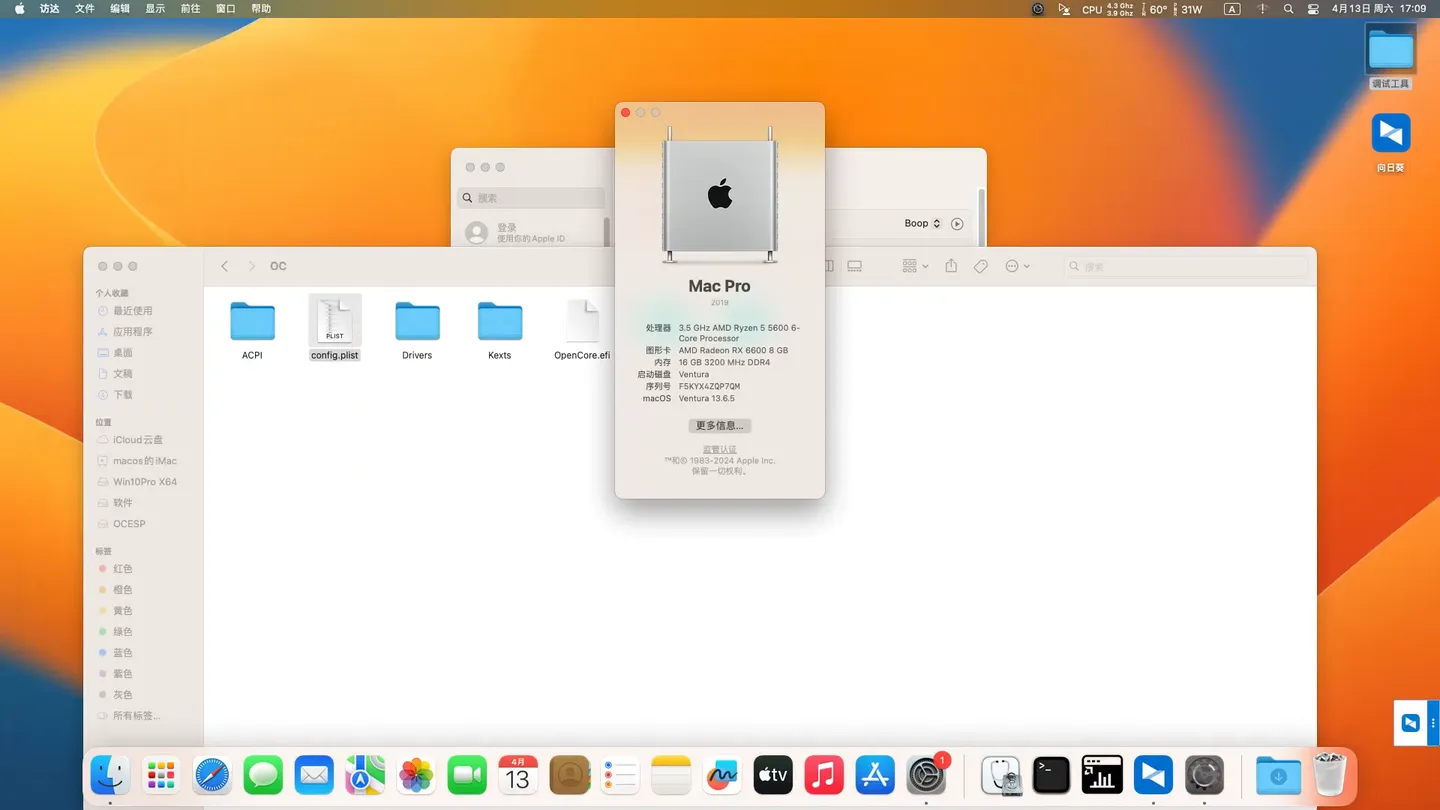 访达 文件 编辑 显示 前往 窗口 帮助
CPU 4.3 Ghz 3.9 Ghz 60° 31W A 4月13日 周六 17:09
调试工具
向日葵
搜索
登录
使用你的 Apple ID
Boop
OC
搜索
个人收藏
最近使用
应用程序
桌面
文稿
下载
位置
iCloud云盘
macos的iMac
Win10Pro X64
软件
OCESP
标签
红色
橙色
黄色
绿色
蓝色
紫色
灰色
所有标签...
PLIST
ACPI
config.plist
Drivers
Kexts
OpenCore.efi
Mac Pro
2019
处理器 3.5 GHz AMD Ryzen 5 5600 6-
Core Processor
图形卡 AMD Radeon RX 6600 8 GB
内存 16 GB 3200 MHz DDR4
启动磁盘 Ventura
序列号 F5KYX4ZQP7QM
macOS Ventura 13.6.5
更多信息...
监管认证
™和© 1983-2024 Apple Inc.
保留一切权利。
4月
13
tv
1
>_